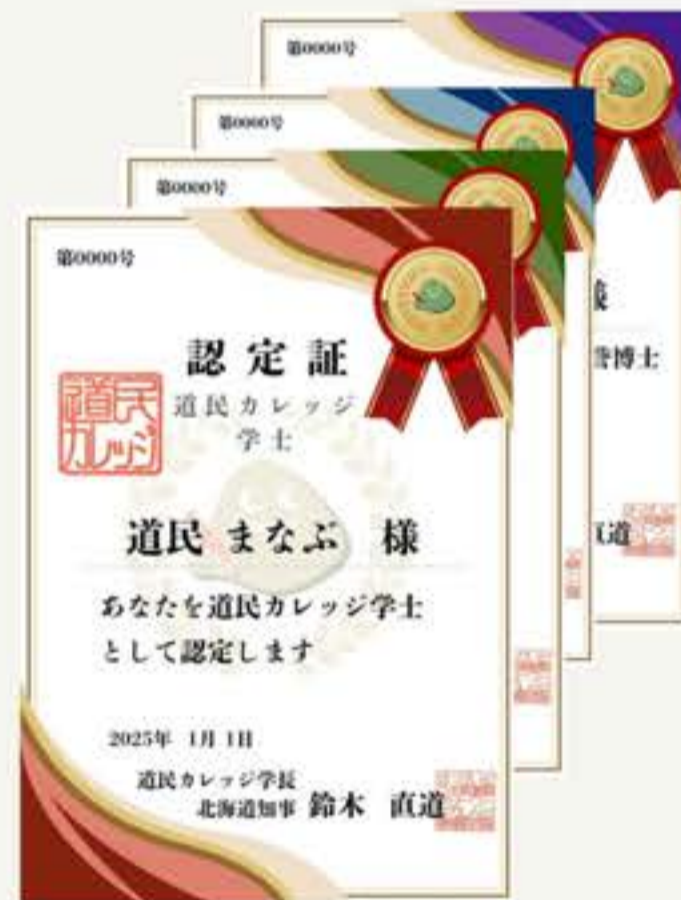 第0000号
第0000号
第0000号
第0000号
認定証
道民カレッジ
学士
道民カレッジ
道民 まなぶ 様
あなたを道民カレッジ学士
として認定します
2025年 1月 1日
道民カレッジ学長
北海道知事 鈴木 直道
様
誉博士
直道